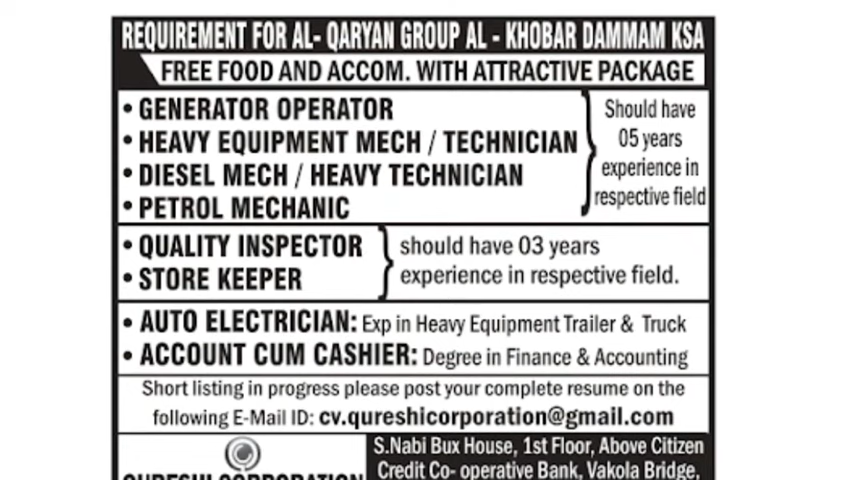 REQUIREMENT FOR AL- QARYAN GROUP AL - KHOBAR DAMMAM KSA
FREE FOOD AND ACCOM. WITH ATTRACTIVE PACKAGE
• GENERATOR OPERATOR
• HEAVY EQUIPMENT MECH / TECHNICIAN
• DIESEL MECH / HEAVY TECHNICIAN
• PETROL MECHANIC
Should have
05 years
experience in
respective field
• QUALITY INSPECTOR
• STORE KEEPER
should have 03 years
experience in respective field.
• AUTO ELECTRICIAN: Exp in Heavy Equipment Trailer & Truck
• ACCOUNT CUM CASHIER: Degree in Finance & Accounting
Short listing in progress please post your complete resume on the
following E-Mail ID: cv.qureshicorporation@gmail.com
QURESHI CORPORATION
S.Nabi Bux House, 1st Floor, Above Citizen
Credit Co- operative Bank, Vakola Bridge,